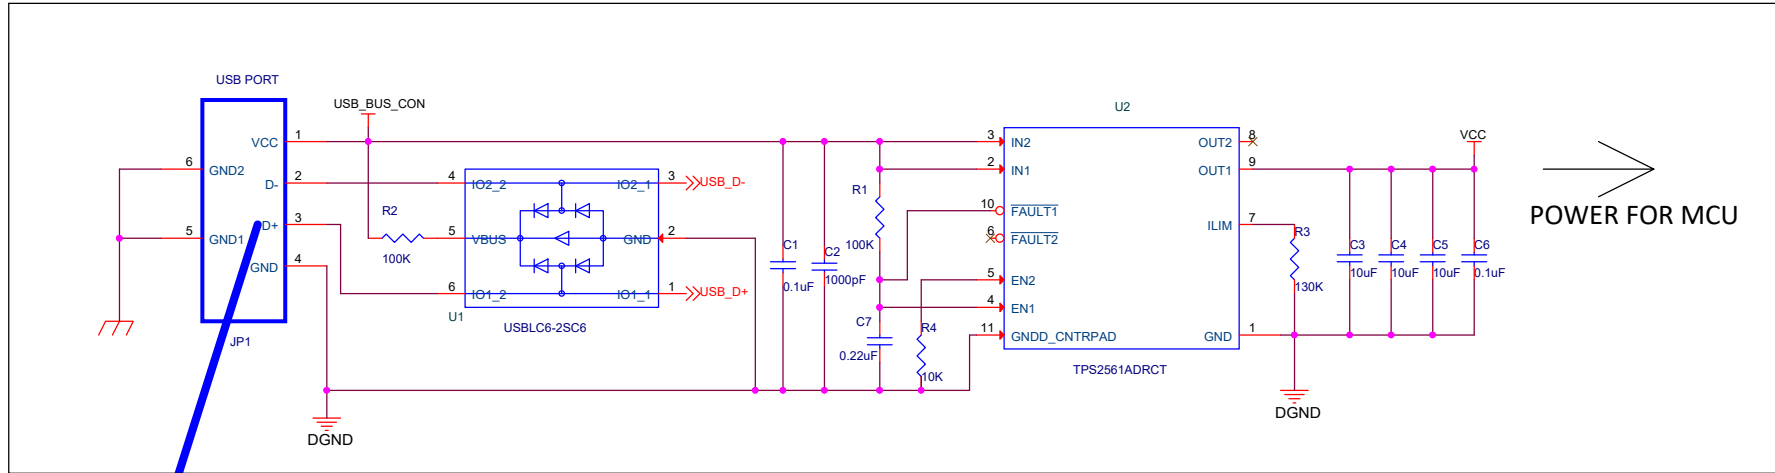 USB PORT
USB_BUS_CON
U2
VCC
1
6
GND2
D-
2
D+
3
5
GND1
GND
4
JP1
DGND
R2
100K
4
IO2_2
IO2_1
3
USB_D-
5
VBUS
GND
2
6
IO1_2
IO1_1
1
USB_D+
U1
USBLC6-2SC6
C1
0.1uF
C2
1000pF
R1
100K
C7
0.22uF
R4
10K
3
IN2
2
IN1
10
FAULT1
6
FAULT2
5
EN2
4
EN1
11
GNDD_CNTRPAD
OUT2
8
OUT1
9
ILIM
7
GND
1
TPS2561ADRCT
R3
130K
DGND
VCC
C3
10uF
C4
10uF
C5
10uF
C6
0.1uF
POWER FOR MCU